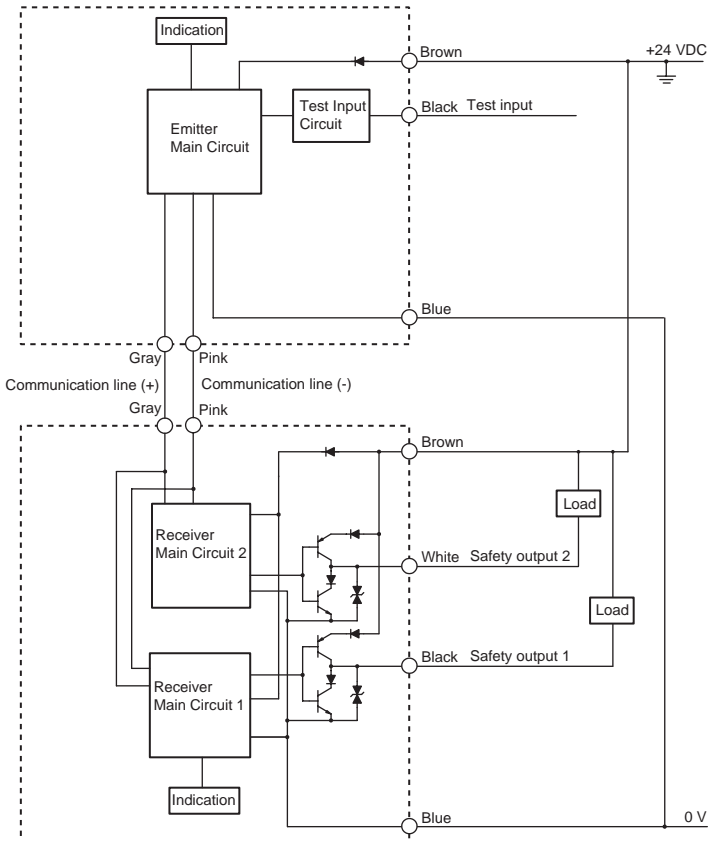 Indication
Brown
+24 VDC
Emitter
Main Circuit
Test Input
Circuit
Black Test input
Blue
Gray Pink
Communication line (+) Communication line (-)
Gray Pink
Brown
Load
Receiver
Main Circuit 2
White Safety output 2
Load
Black Safety output 1
Receiver
Main Circuit 1
Indication
Blue
0 V